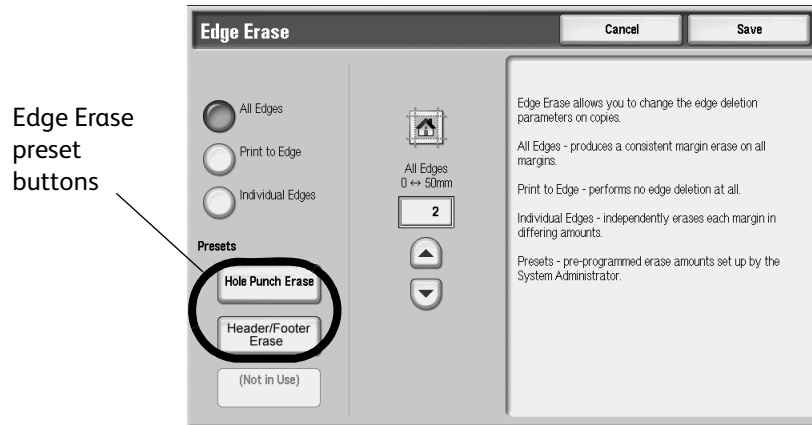 Edge Erase
Cancel
Save
Edge Erase
preset
buttons
All Edges
Print to Edge
Individual Edges
Presets
Hole Punch Erase
Header/Footer
Erase
(Not in Use)
All Edges
0 ↔ 50mm
2
Edge Erase allows you to change the edge deletion
parameters on copies.
All Edges - produces a consistent margin erase on all
margins.
Print to Edge - performs no edge deletion at all.
Individual Edges - independently erases each margin in
differing amounts.
Presets - pre-programmed erase amounts set up by the
System Administrator.